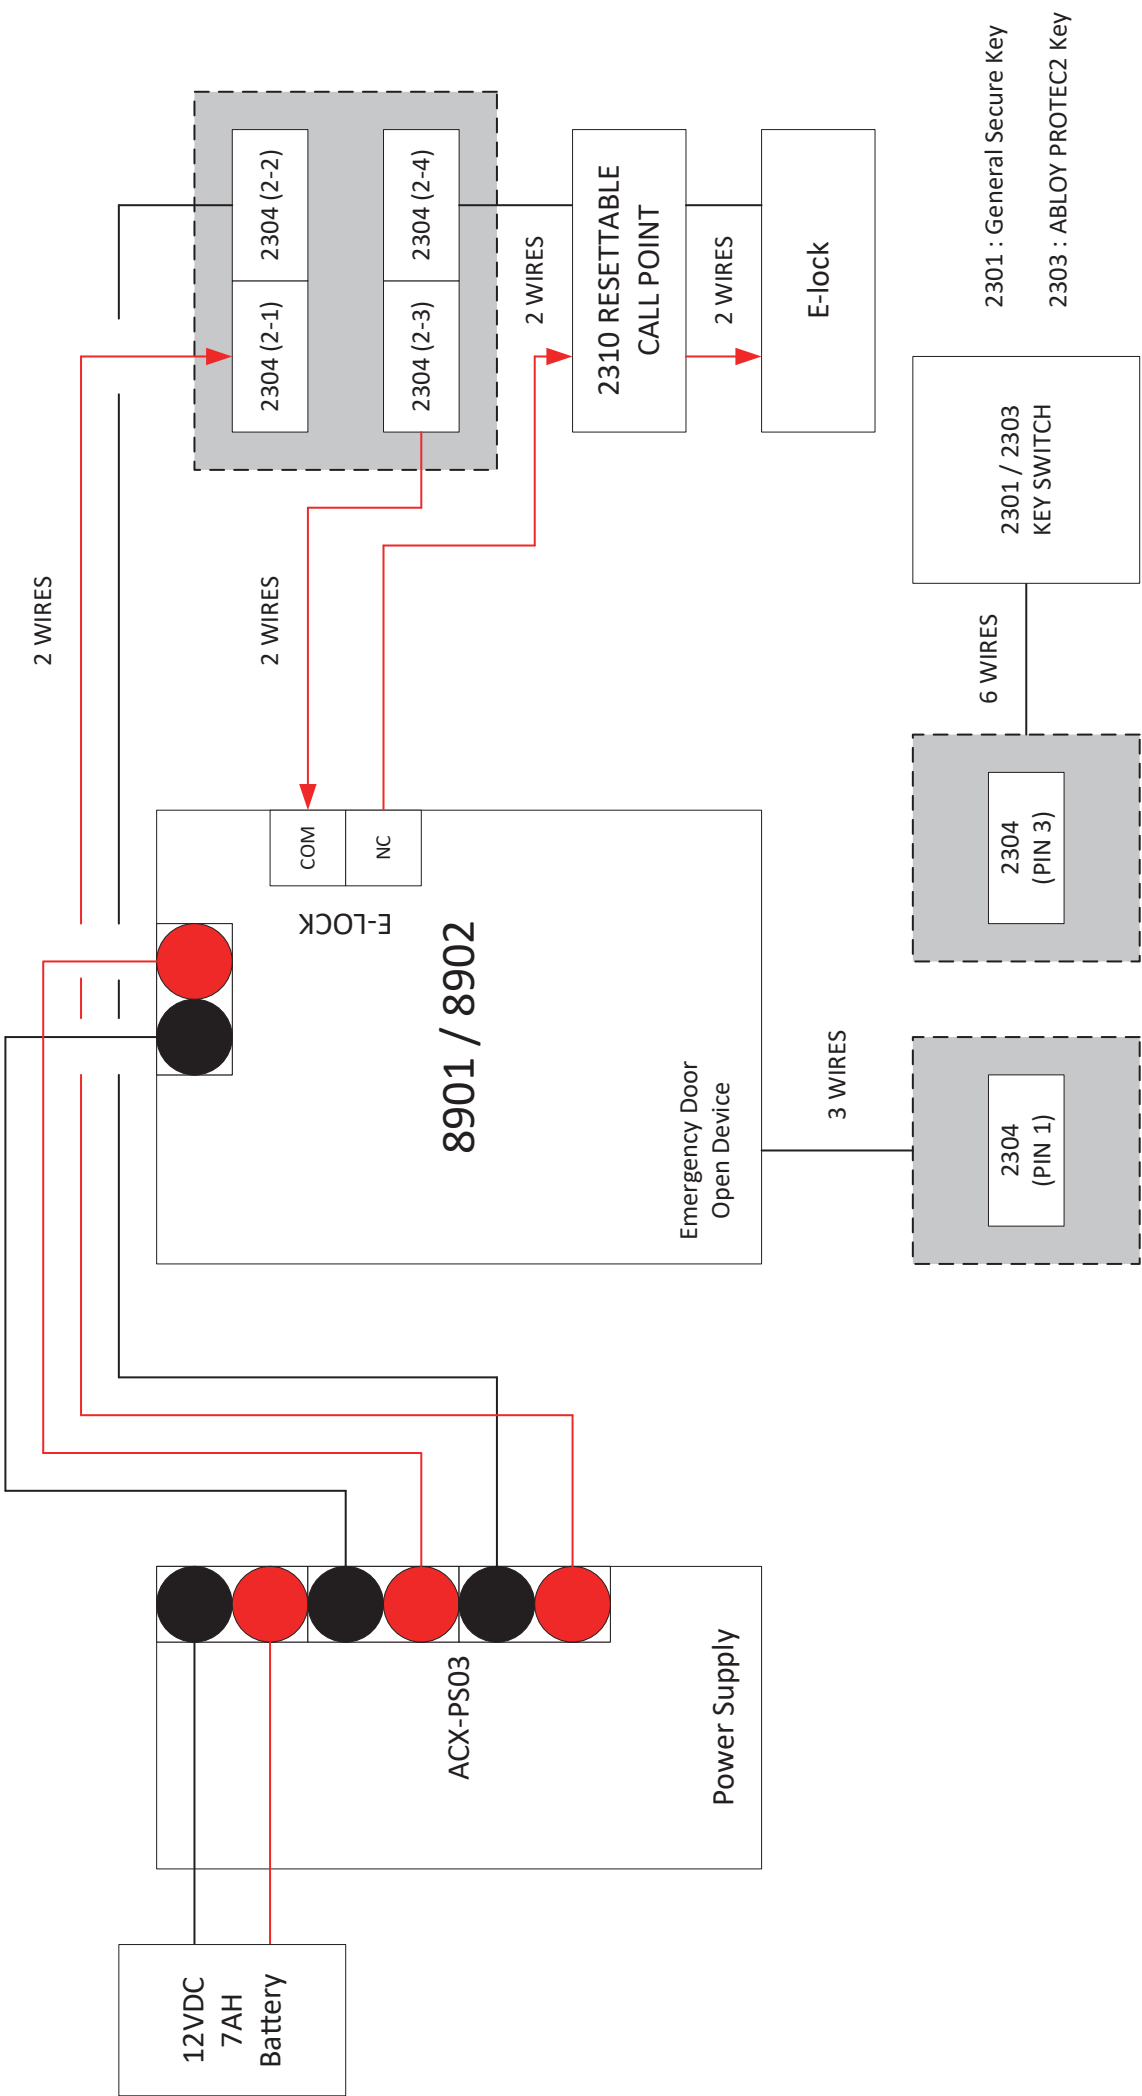 12VDC
7AH
Battery
ACX-PS03
Power Supply
8901 / 8902
E-LOCK
COM
NC
Emergency Door
Open Device
2 WIRES
2 WIRES
2304 (2-1)
2304 (2-2)
2304 (2-3)
2304 (2-4)
2 WIRES
2310 RESETTABLE
CALL POINT
2 WIRES
E-lock
3 WIRES
2304
(PIN 1)
2304
(PIN 3)
6 WIRES
2301 / 2303
KEY SWITCH
2301 : General Secure Key
2303 : ABLOY PROTEC2 Key